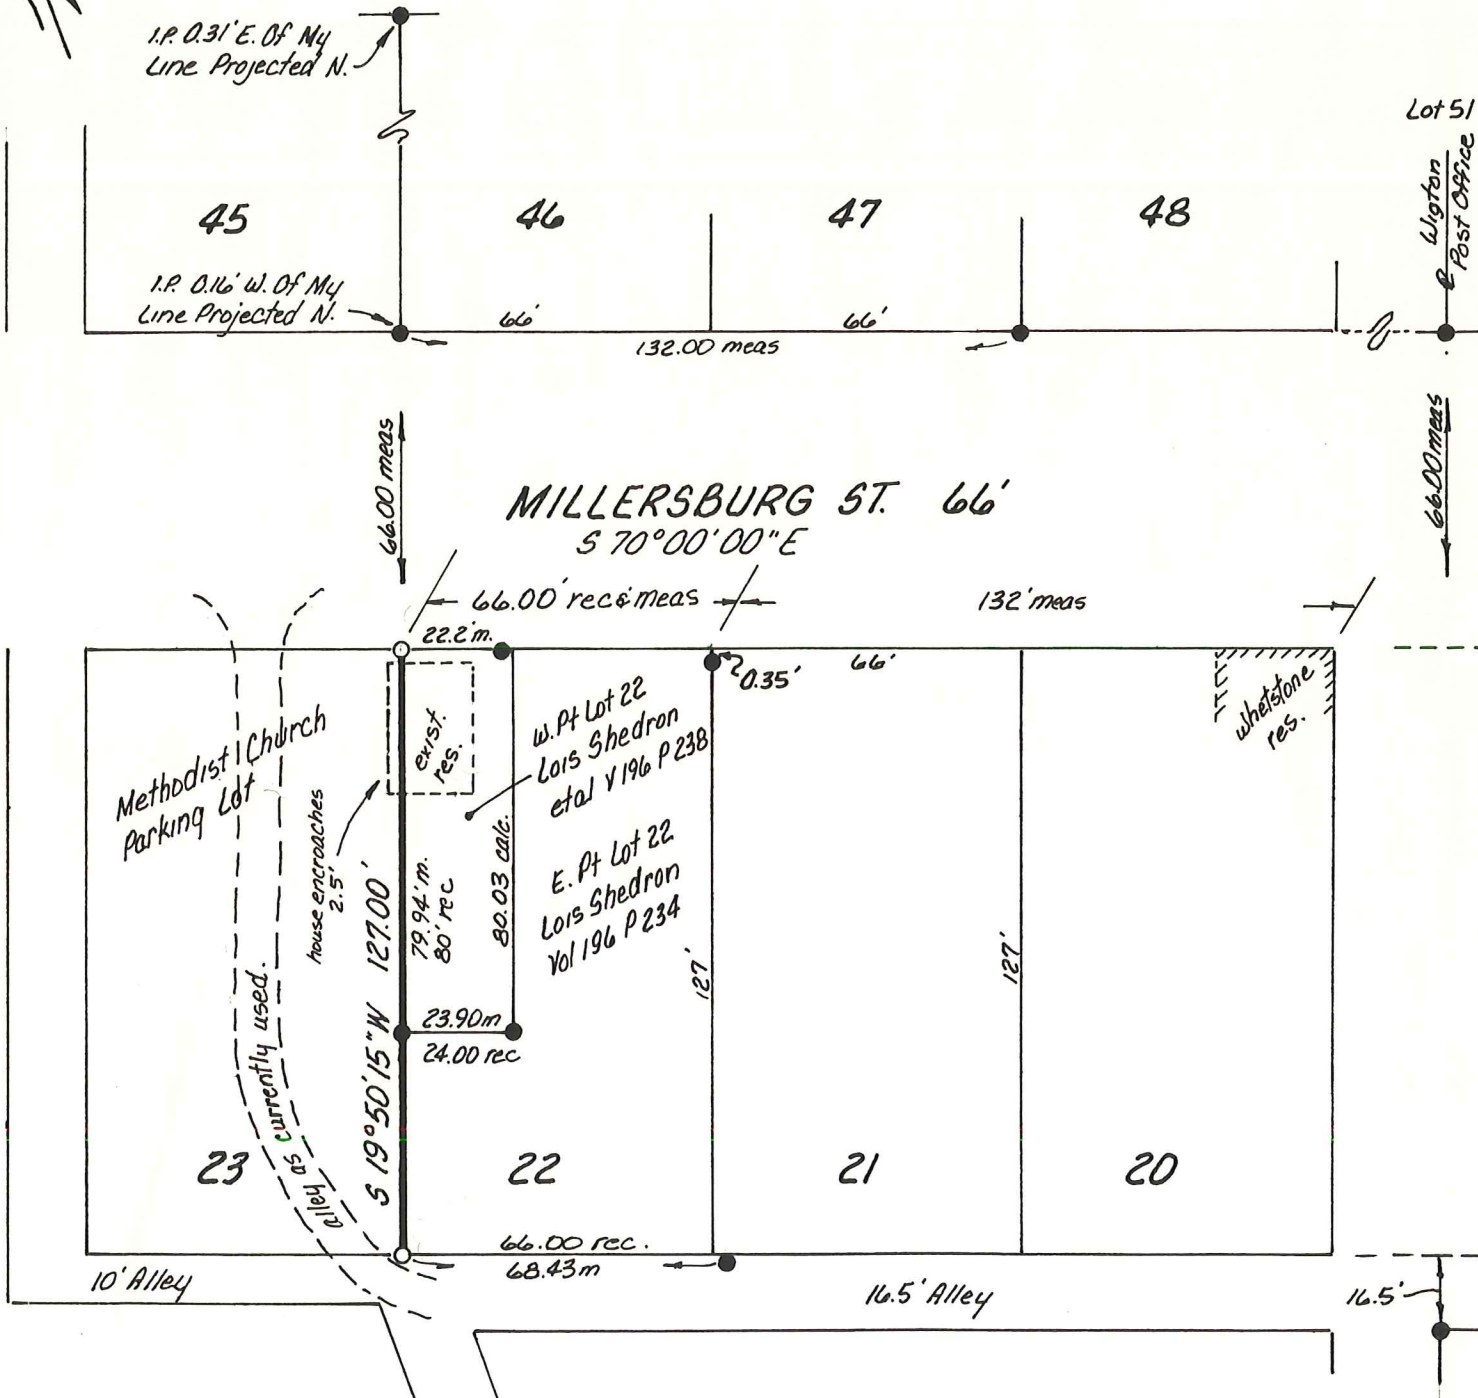 I.P. 0.31' E. Of My
Line Projected N.
Lot 51
Wigton
Post Office
45
46
47
48
I.P. 0.16' W. Of My
Line Projected N.
66'
66'
132.00 meas
66.00 meas
66.00 meas
MILLERSBURG ST. 66'
S 70°00'00"E
66.00' rec & meas
132' meas
22.2' m.
0.35'
66'
Methodist Church
Parking Lot
exist.
res.
W. Pt Lot 22
Lois Shedron
etal V 196 P 238
whetstone
res.
house encroaches
2.5'
79.94' m.
80' rec
80.03 calc.
E. Pt Lot 22
Lois Shedron
Vol 196 P 234
S 19°50'15"W 127.00'
127'
127'
23.90m
24.00 rec
alley as currently used.
23
22
21
20
66.00 rec.
68.43m
10' Alley
16.5' Alley
16.5'